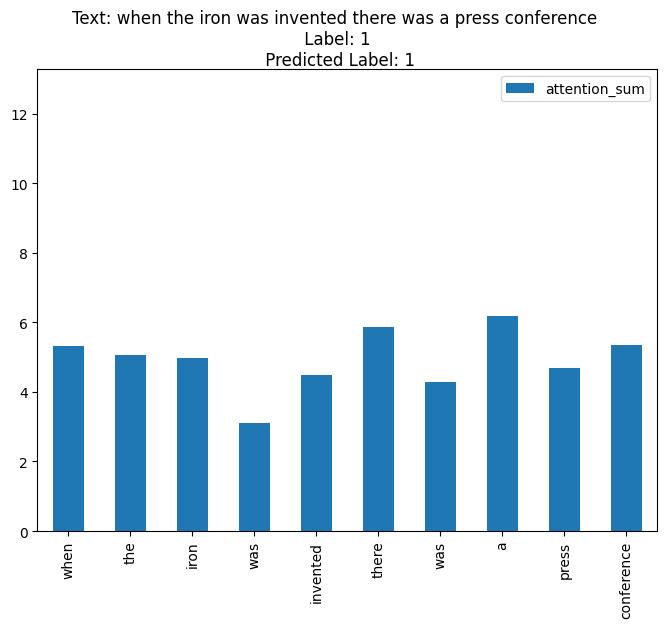 Text: when the iron was invented there was a press conference
Label: 1
Predicted Label: 1
attention_sum
12
10
8
6
4
2
0
when
the
iron
was
invented
there
was
a
press
conference